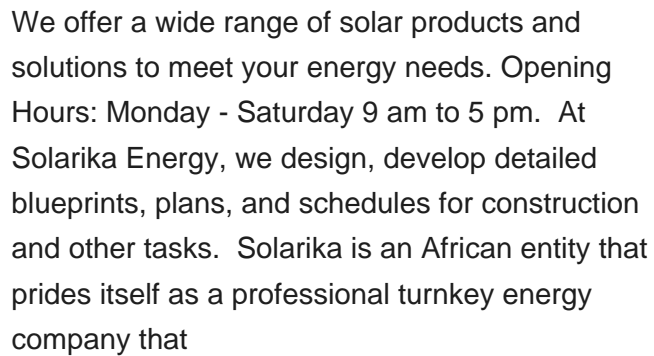 We offer a wide range of solar products and
solutions to meet your energy needs. Opening
Hours: Monday - Saturday 9 am to 5 pm.  At
Solarika Energy, we design, develop detailed
blueprints, plans, and schedules for construction
and other tasks.  Solarika is an African entity that
prides itself as a professional turnkey energy
company that